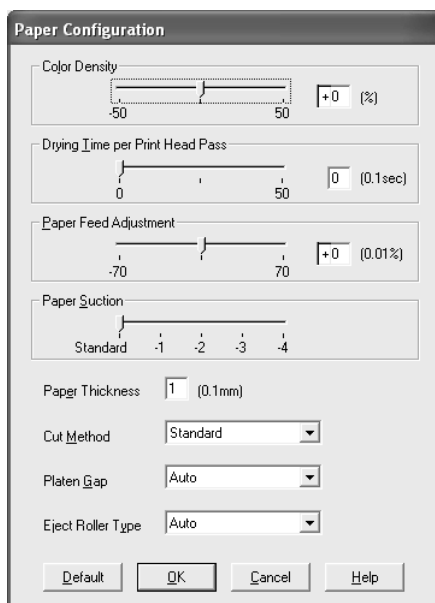 Paper Configuration
Color Density
-50 50
+0 (%)
Drying Time per Print Head Pass
0 50
0 (0.1sec)
Paper Feed Adjustment
-70 70
+0 (0.01%)
Paper Suction
Standard -1 -2 -3 -4
Paper Thickness 1 (0.1mm)
Cut Method Standard
Platen Gap Auto
Eject Roller Type Auto
Default OK Cancel Help